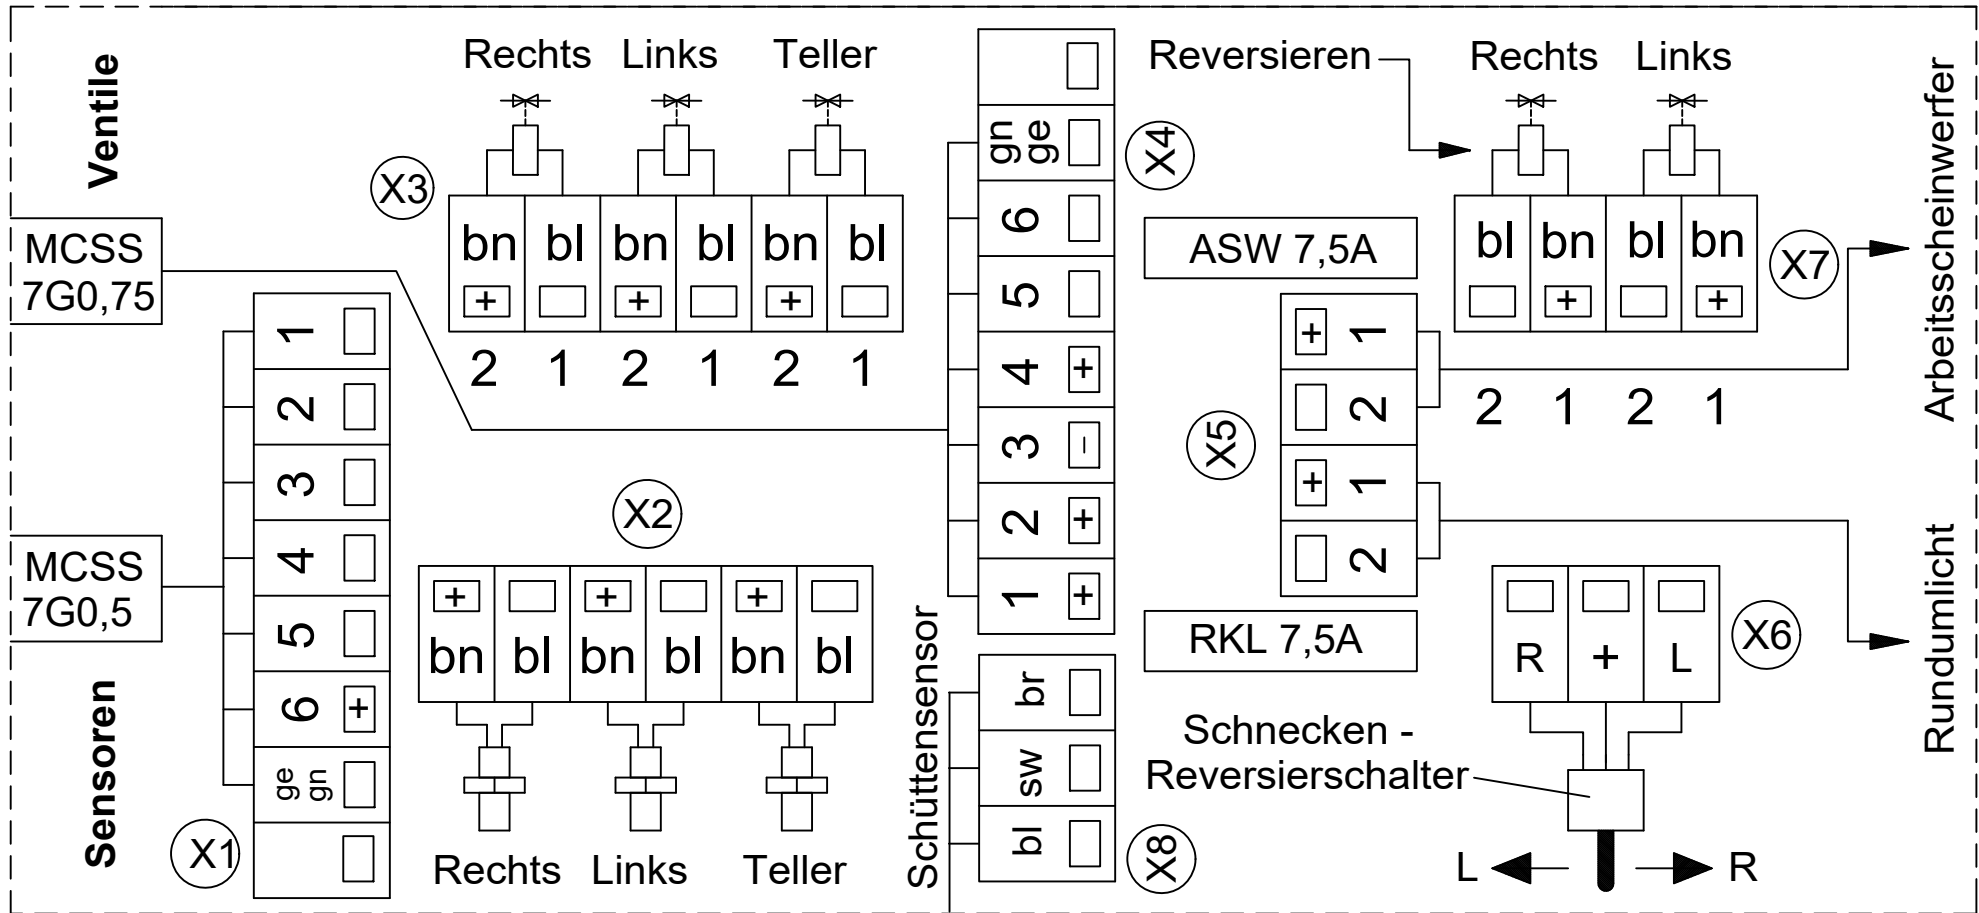 Ventile
MCSS
7G0,75
MCSS
7G0,5
Sensoren
X1
1
2
3
4
5
6 +
ge
gn
Rechts Links Teller
X3
bn bl bn bl bn bl
+ + +
2 1 2 1 2 1
X2
+ + +
bn bl bn bl bn bl
Rechts Links Teller
X4
gn
ge
6
5
4 +
3 -
2 +
1 +
Schüttensensor
br
sw
bl
X8
Reversieren
Rechts Links
bl bn bl bn
+ +
X7
2 1 2 1
ASW 7,5A
X5
+ 1
2
+ 1
2
RKL 7,5A
Arbeitsscheinwerfer
Rundumlicht
R + L
X6
Schnecken -
Reversierschalter
L R